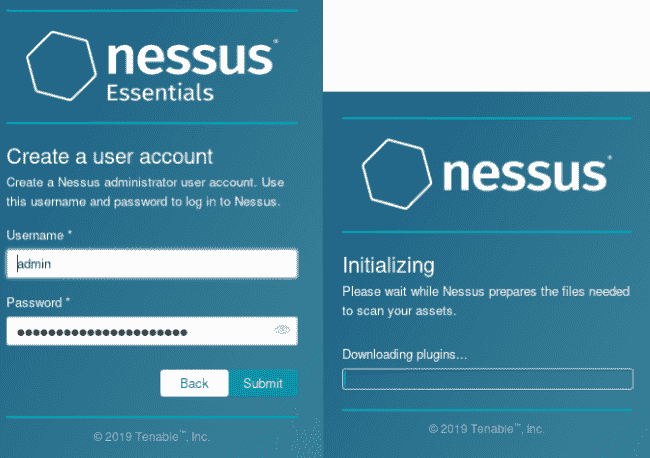 nessus®
Essentials
Create a user account
Create a Nessus administrator user account. Use
this username and password to log in to Nessus.
Username *
admin
Password *
●●●●●●●●●●●●●●●●●●●●●●
Back
Submit
© 2019 Tenable™, Inc.
nessus®
Initializing
Please wait while Nessus prepares the files needed
to scan your assets.
Downloading plugins...
© 2019 Tenable™, Inc.